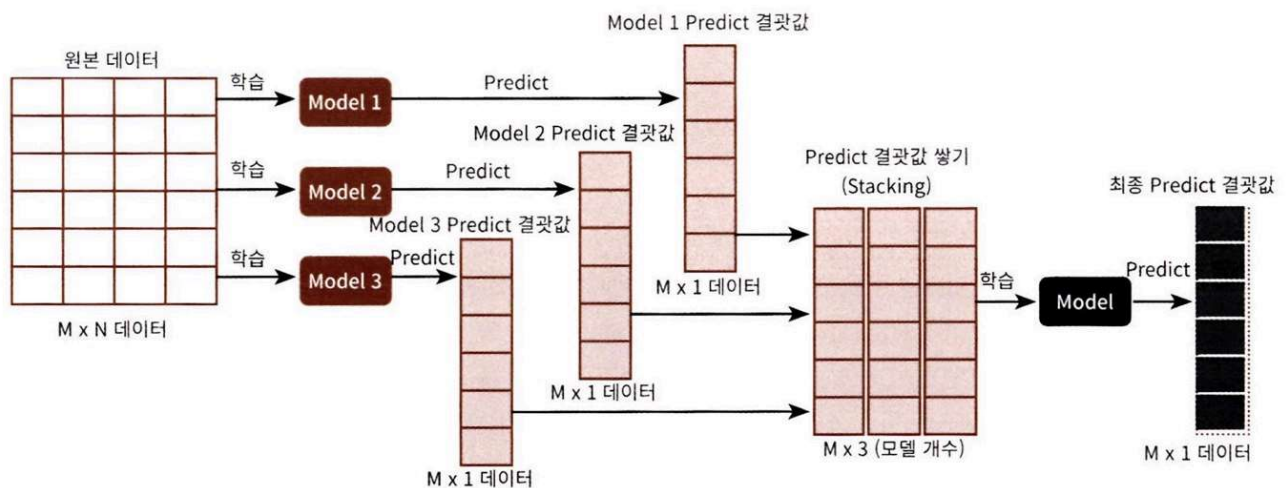 Model 1 Predict 결괏값
원본 데이터
학습
Model 1
Predict
Model 2 Predict 결괏값
학습
Model 2
Predict
Model 3 Predict 결괏값
학습
Model 3
Predict
M x N 데이터
M x 1 데이터
M x 1 데이터
M x 1 데이터
Predict 결괏값 쌓기
(Stacking)
M x 3 (모델 개수)
학습
Model
Predict
최종 Predict 결괏값
M x 1 데이터